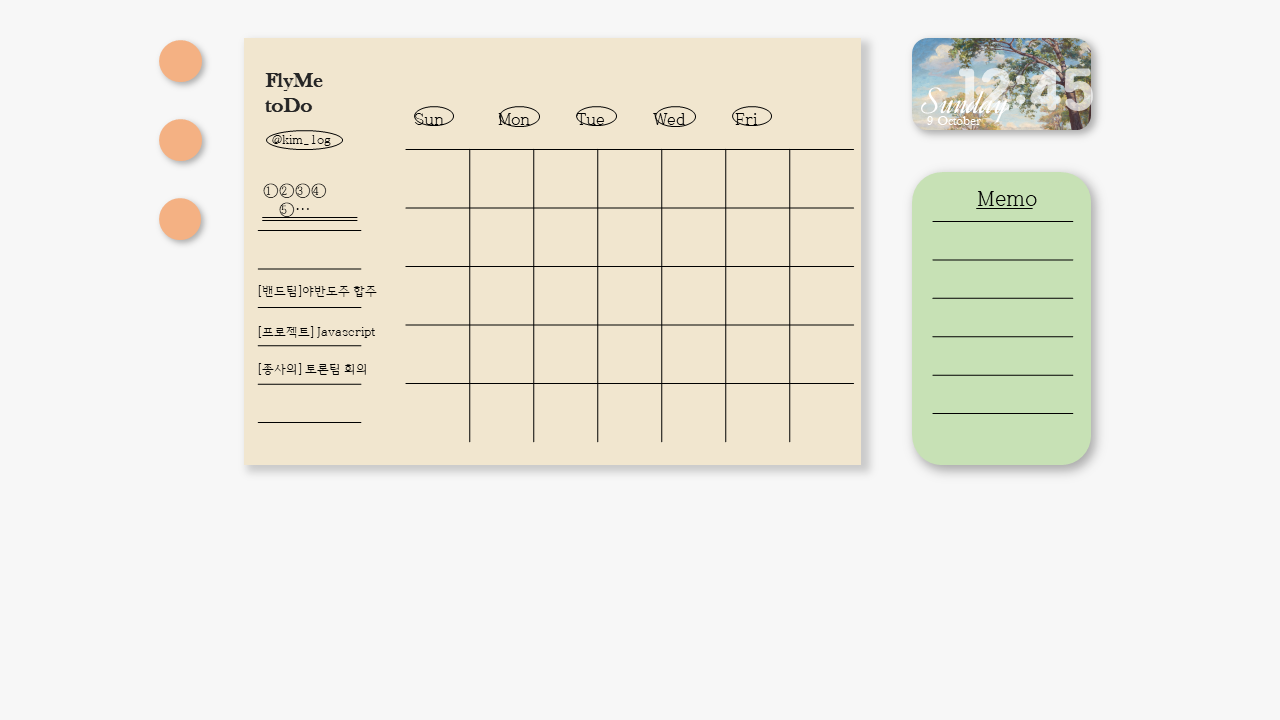 FlyMe
toDo
@kim_log
①②③④
⑤…
[밴드팀]야반도주 합주
[프로젝트] Javascript
[종사의] 토론팀 회의
Sun Mon Tue Wed Fri
12:45
Sunday
9 October
Memo